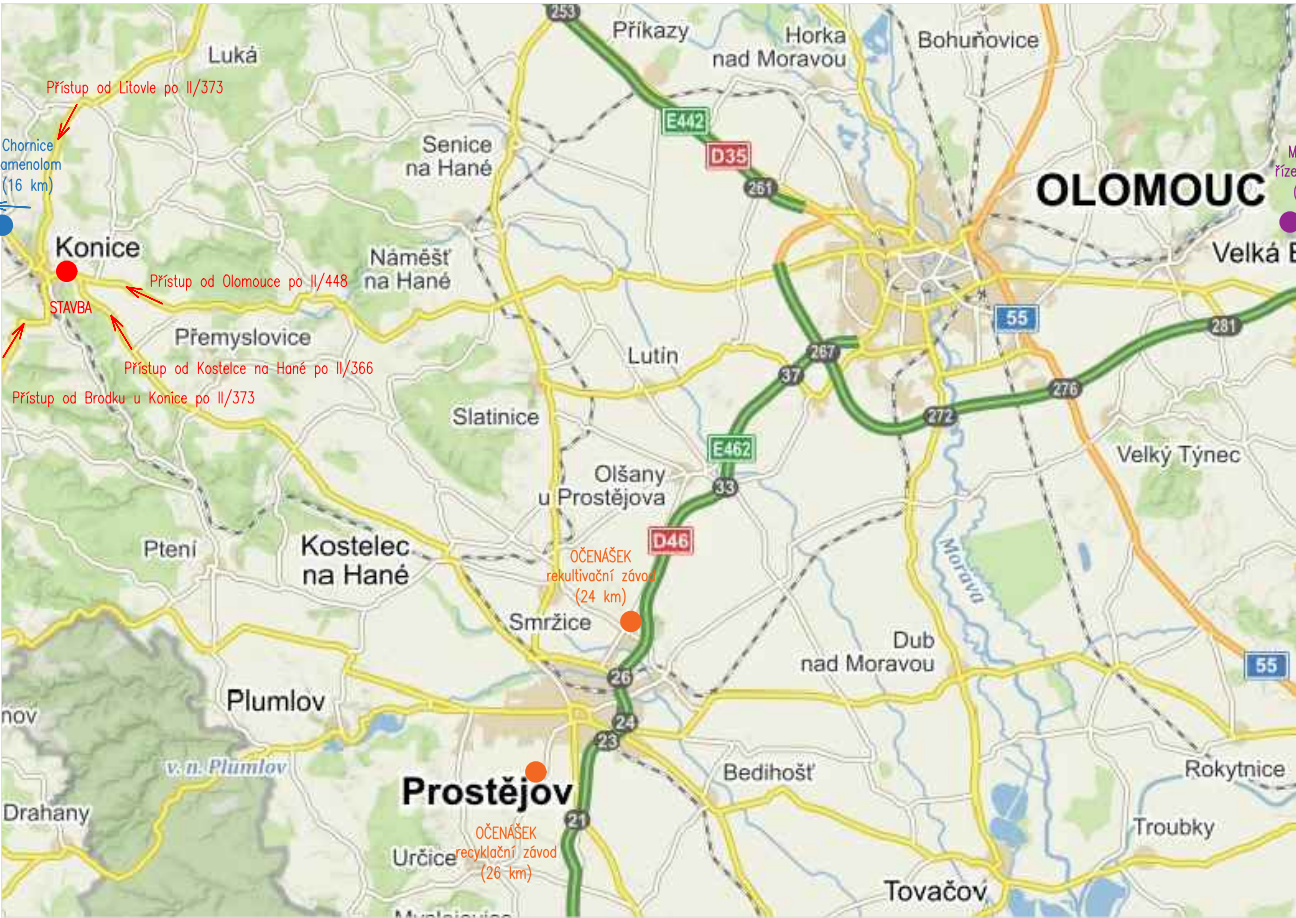 253
Příkazy
Horka
nad Moravou
Bohuňovice
Luká
Přístup od Litovle po II/373
E442
D35
261
Senice
na Hané
Chornice
amenolom
(16 km)
OLOMOUC
Velká
Konice
STAVBA
Náměšť
na Hané
Přístup od Olomouce po II/448
Přemyslovice
Přístup od Kostelce na Hané po II/366
Přístup od Brodku u Konice po II/373
Lutín
55
281
267
37
276
272
Slatinice
E462
Velký Týnec
Olšany
u Prostějova
33
D46
Ptení
Kostelec
na Hané
OČENÁŠEK
rekultivační závod
(24 km)
Morava
Smržice
Dub
nad Moravou
55
26
Plumlov
nov
24
23
v. n. Plumlov
Prostějov
Bedihošť
Rokytnice
Drahany
21
OČENÁŠEK
recyklační závod
(26 km)
Určice
Troubky
Tovačov